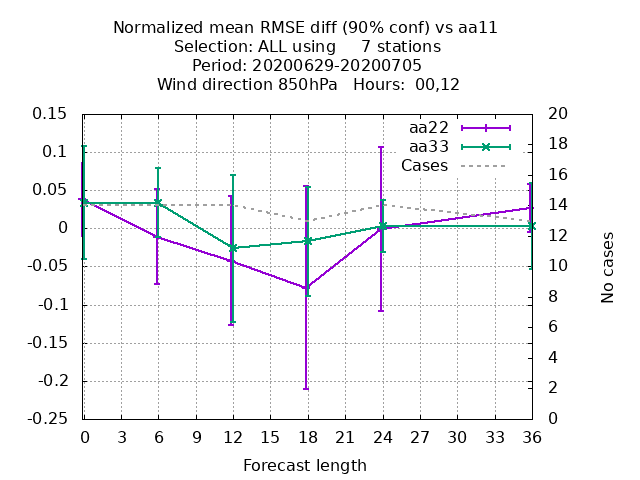 Normalized mean RMSE diff (90% conf) vs aa11
Selection: ALL using     7 stations
Period: 20200629-20200705
Wind direction 850hPa   Hours:  00,12
aa22
aa33
Cases
0.15
0.1
0.05
0
-0.05
-0.1
-0.15
-0.2
-0.25
20
18
16
14
12
10
8
6
4
2
0
No cases
0 3 6 9 12 15 18 21 24 27 30 33 36
Forecast length